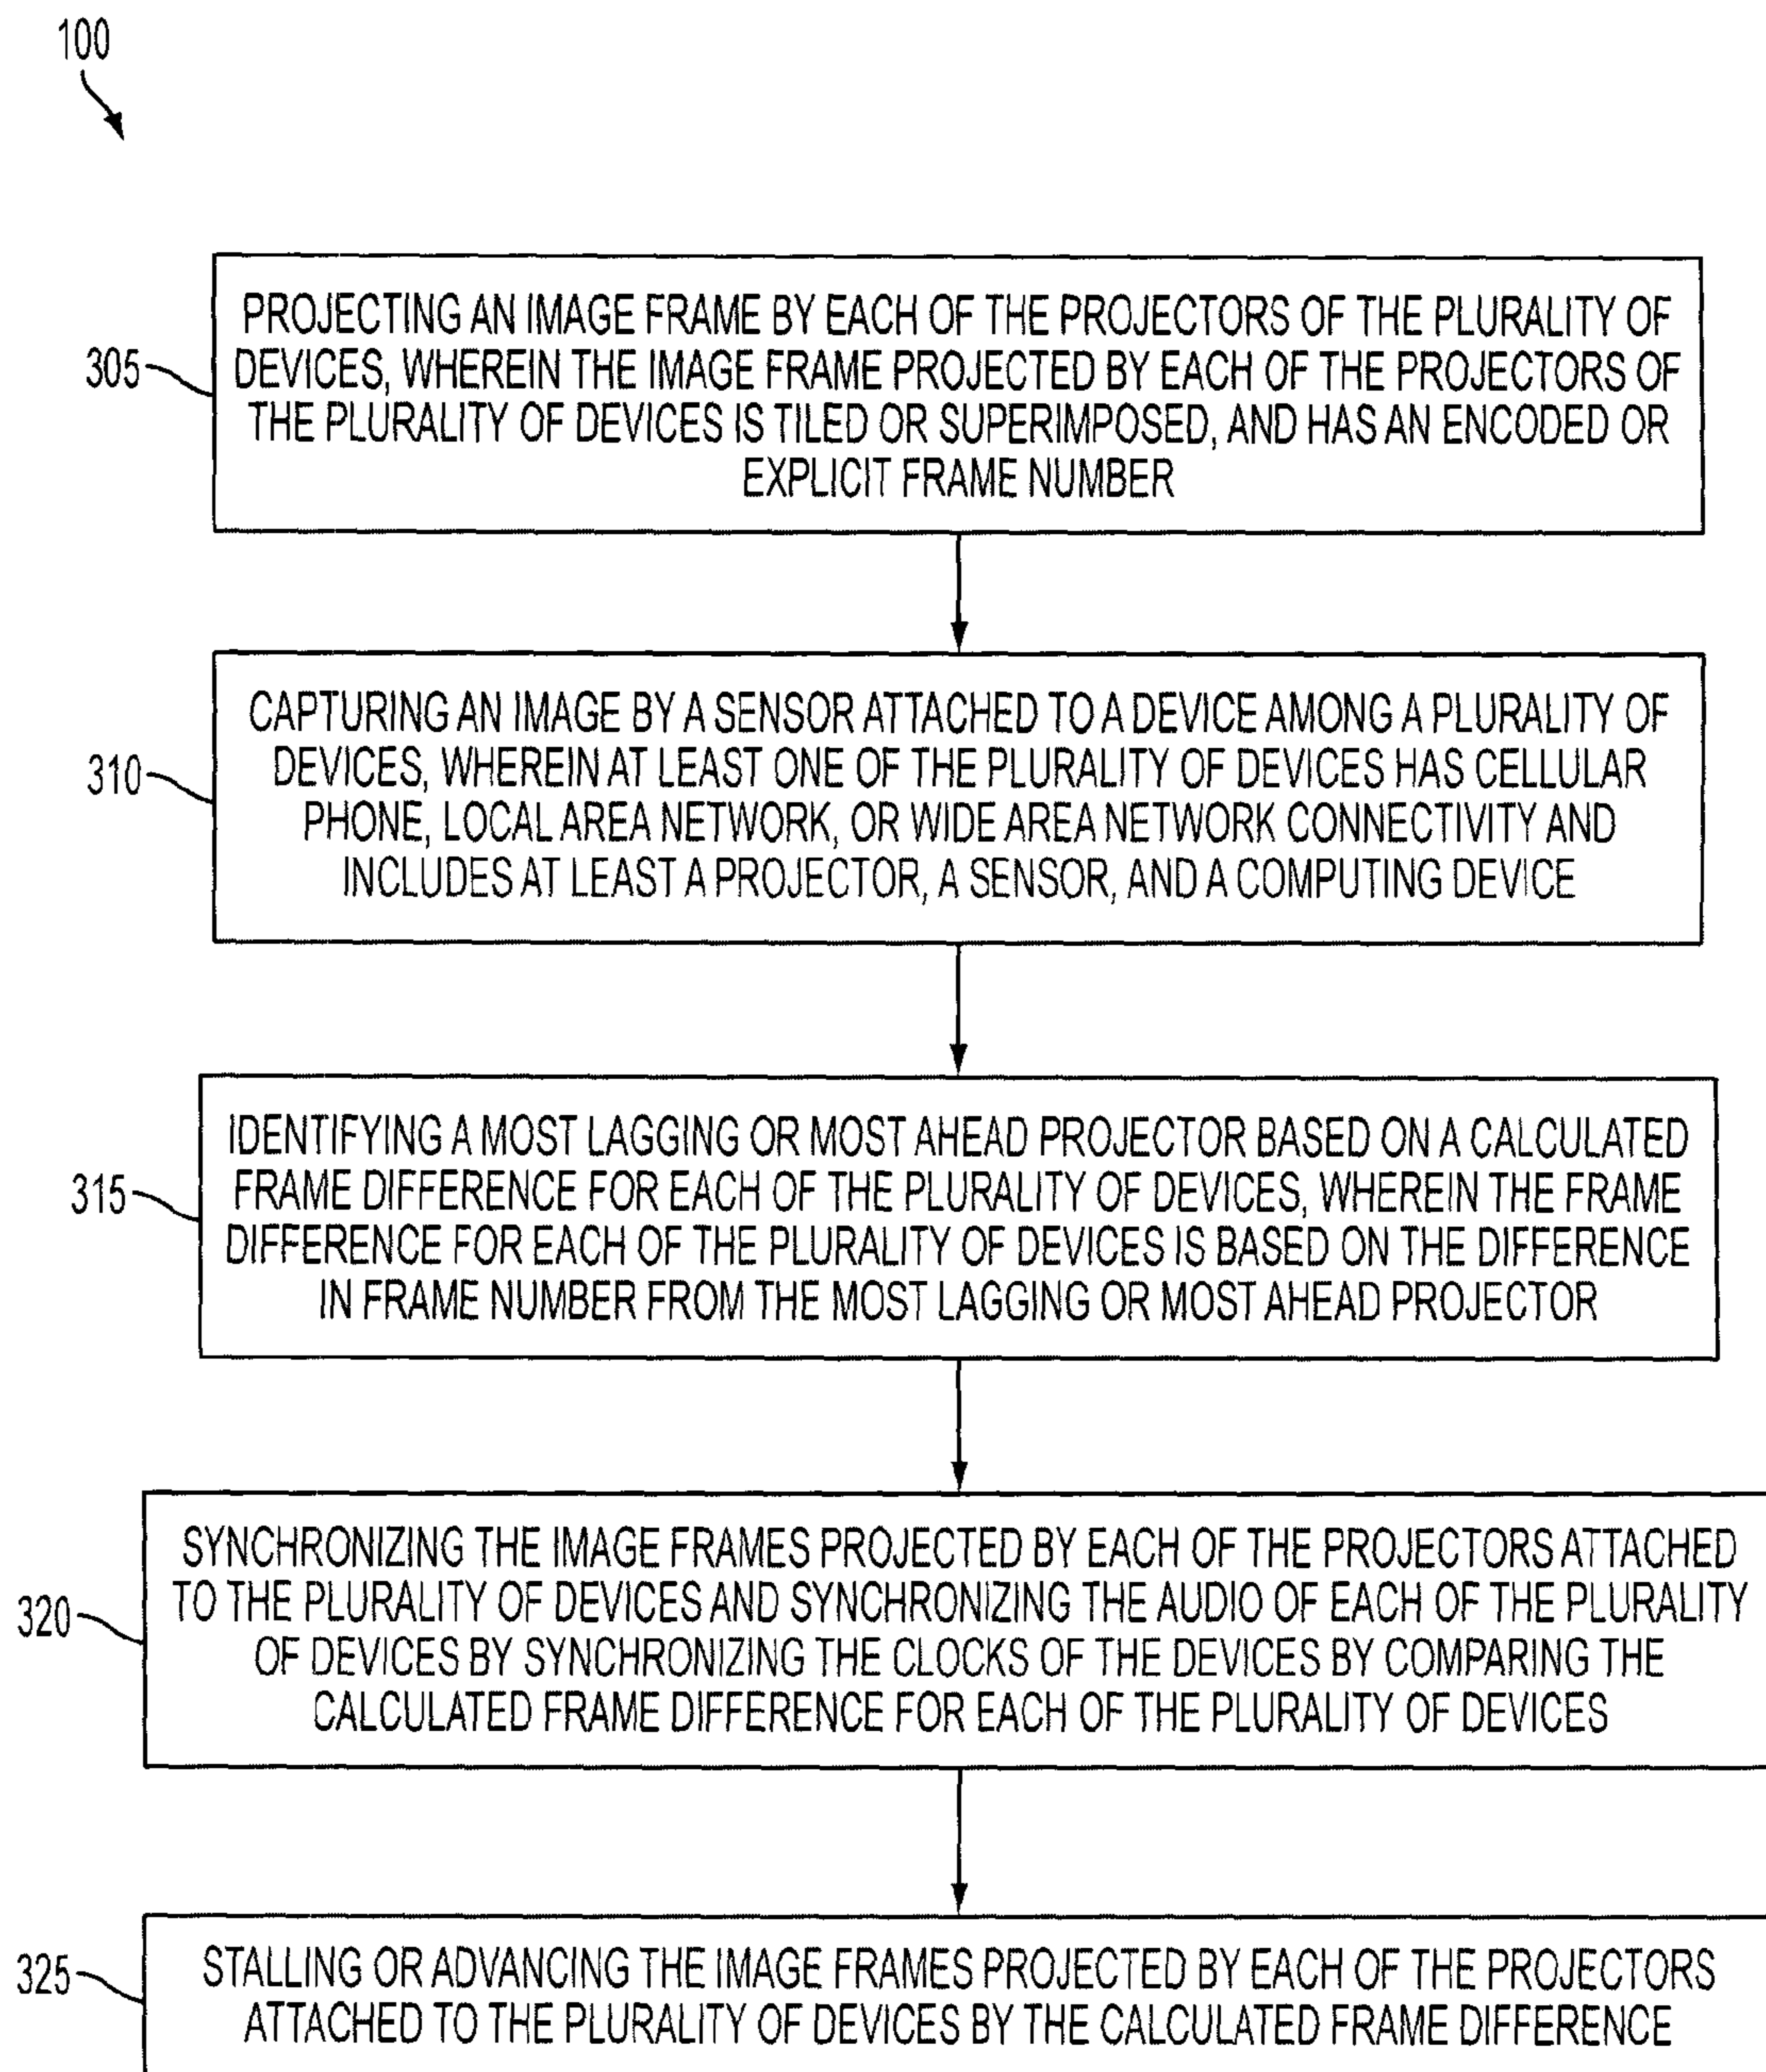 100
305
PROJECTING AN IMAGE FRAME BY EACH OF THE PROJECTORS OF THE PLURALITY OF
DEVICES, WHEREIN THE IMAGE FRAME PROJECTED BY EACH OF THE PROJECTORS OF
THE PLURALITY OF DEVICES IS TILED OR SUPERIMPOSED, AND HAS AN ENCODED OR
EXPLICIT FRAME NUMBER
310
CAPTURING AN IMAGE BY A SENSOR ATTACHED TO A DEVICE AMONG A PLURALITY OF
DEVICES, WHEREIN AT LEAST ONE OF THE PLURALITY OF DEVICES HAS CELLULAR
PHONE, LOCAL AREA NETWORK, OR WIDE AREA NETWORK CONNECTIVITY AND
INCLUDES AT LEAST A PROJECTOR, A SENSOR, AND A COMPUTING DEVICE
315
IDENTIFYING A MOST LAGGING OR MOST AHEAD PROJECTOR BASED ON A CALCULATED
FRAME DIFFERENCE FOR EACH OF THE PLURALITY OF DEVICES, WHEREIN THE FRAME
DIFFERENCE FOR EACH OF THE PLURALITY OF DEVICES IS BASED ON THE DIFFERENCE
IN FRAME NUMBER FROM THE MOST LAGGING OR MOST AHEAD PROJECTOR
320
SYNCHRONIZING THE IMAGE FRAMES PROJECTED BY EACH OF THE PROJECTORS ATTACHED
TO THE PLURALITY OF DEVICES AND SYNCHRONIZING THE AUDIO OF EACH OF THE PLURALITY
OF DEVICES BY SYNCHRONIZING THE CLOCKS OF THE DEVICES BY COMPARING THE
CALCULATED FRAME DIFFERENCE FOR EACH OF THE PLURALITY OF DEVICES
325
STALLING OR ADVANCING THE IMAGE FRAMES PROJECTED BY EACH OF THE PROJECTORS
ATTACHED TO THE PLURALITY OF DEVICES BY THE CALCULATED FRAME DIFFERENCE